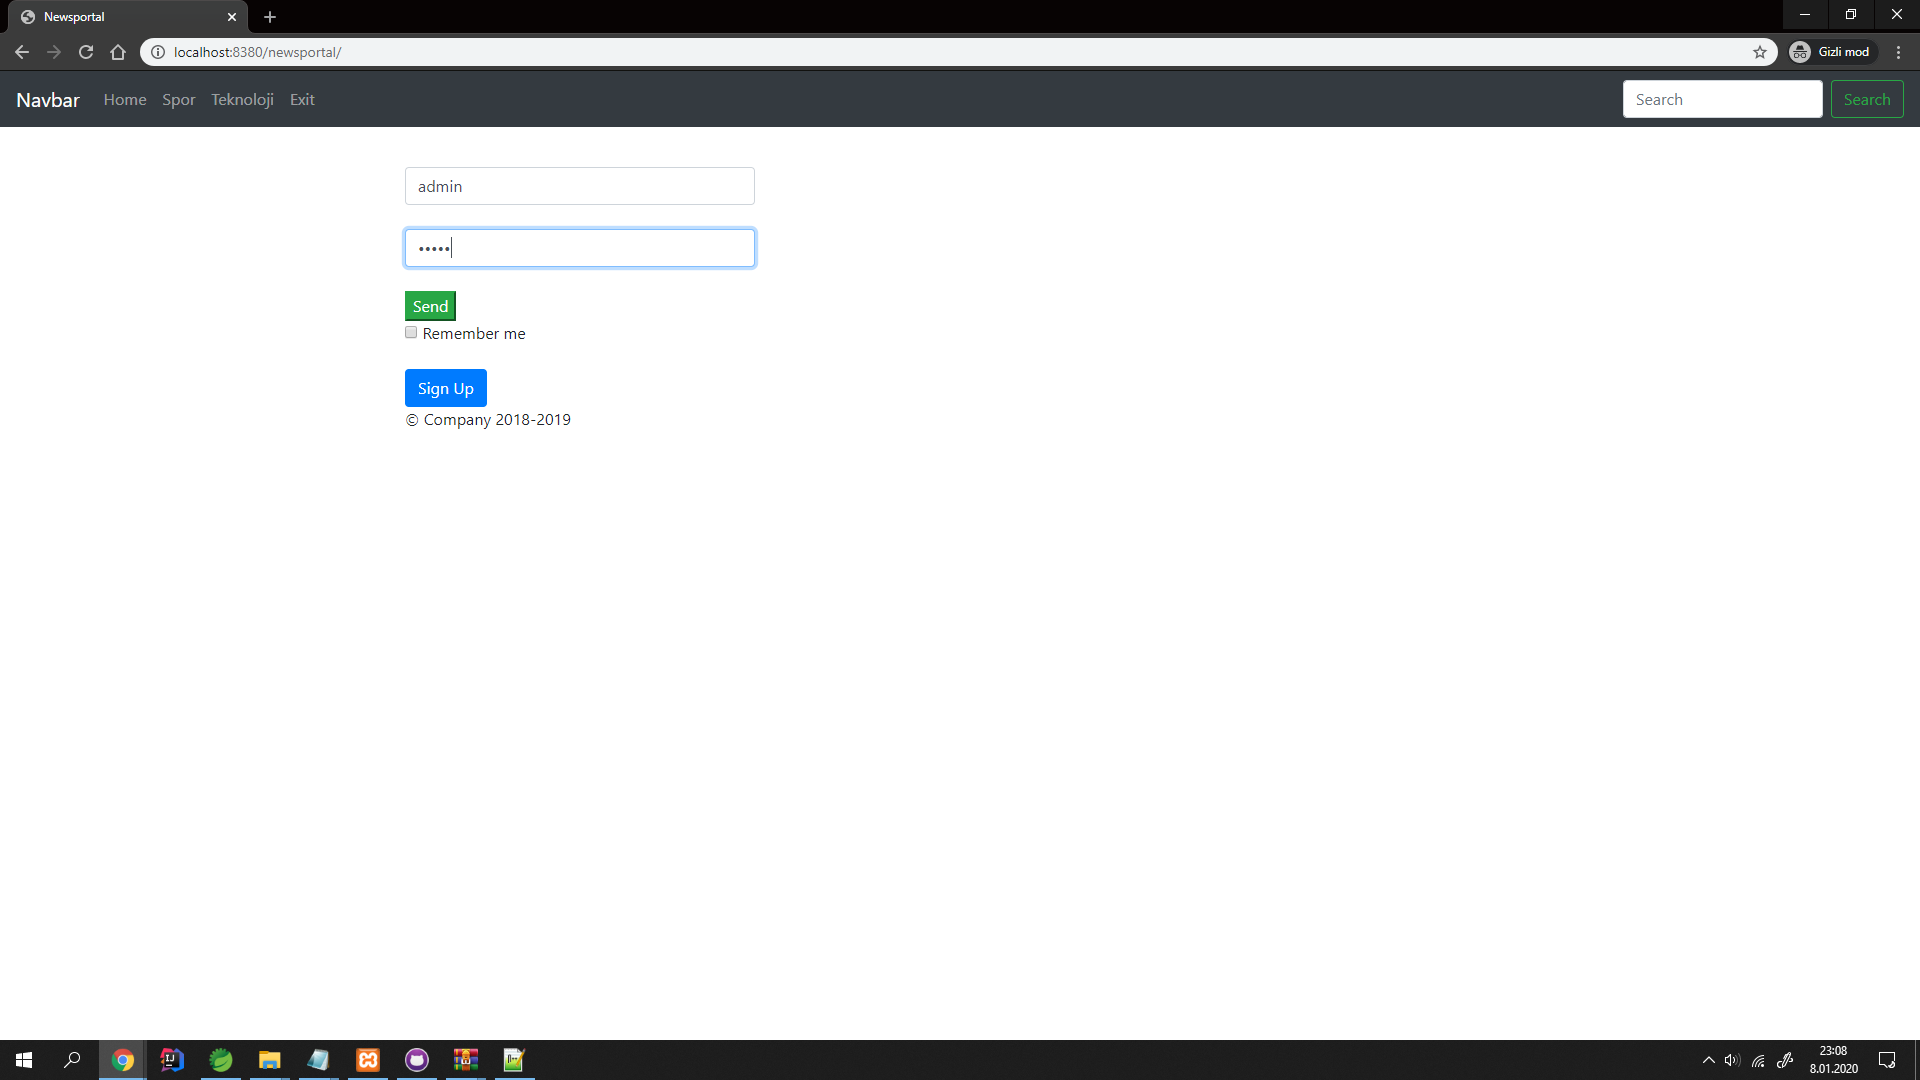 Newsportal
localhost:8380/newsportal/
Gizli mod
Navbar Home Spor Teknoloji Exit Search Search
admin
•••••
Send
Remember me
Sign Up
© Company 2018-2019
23:08
8.01.2020